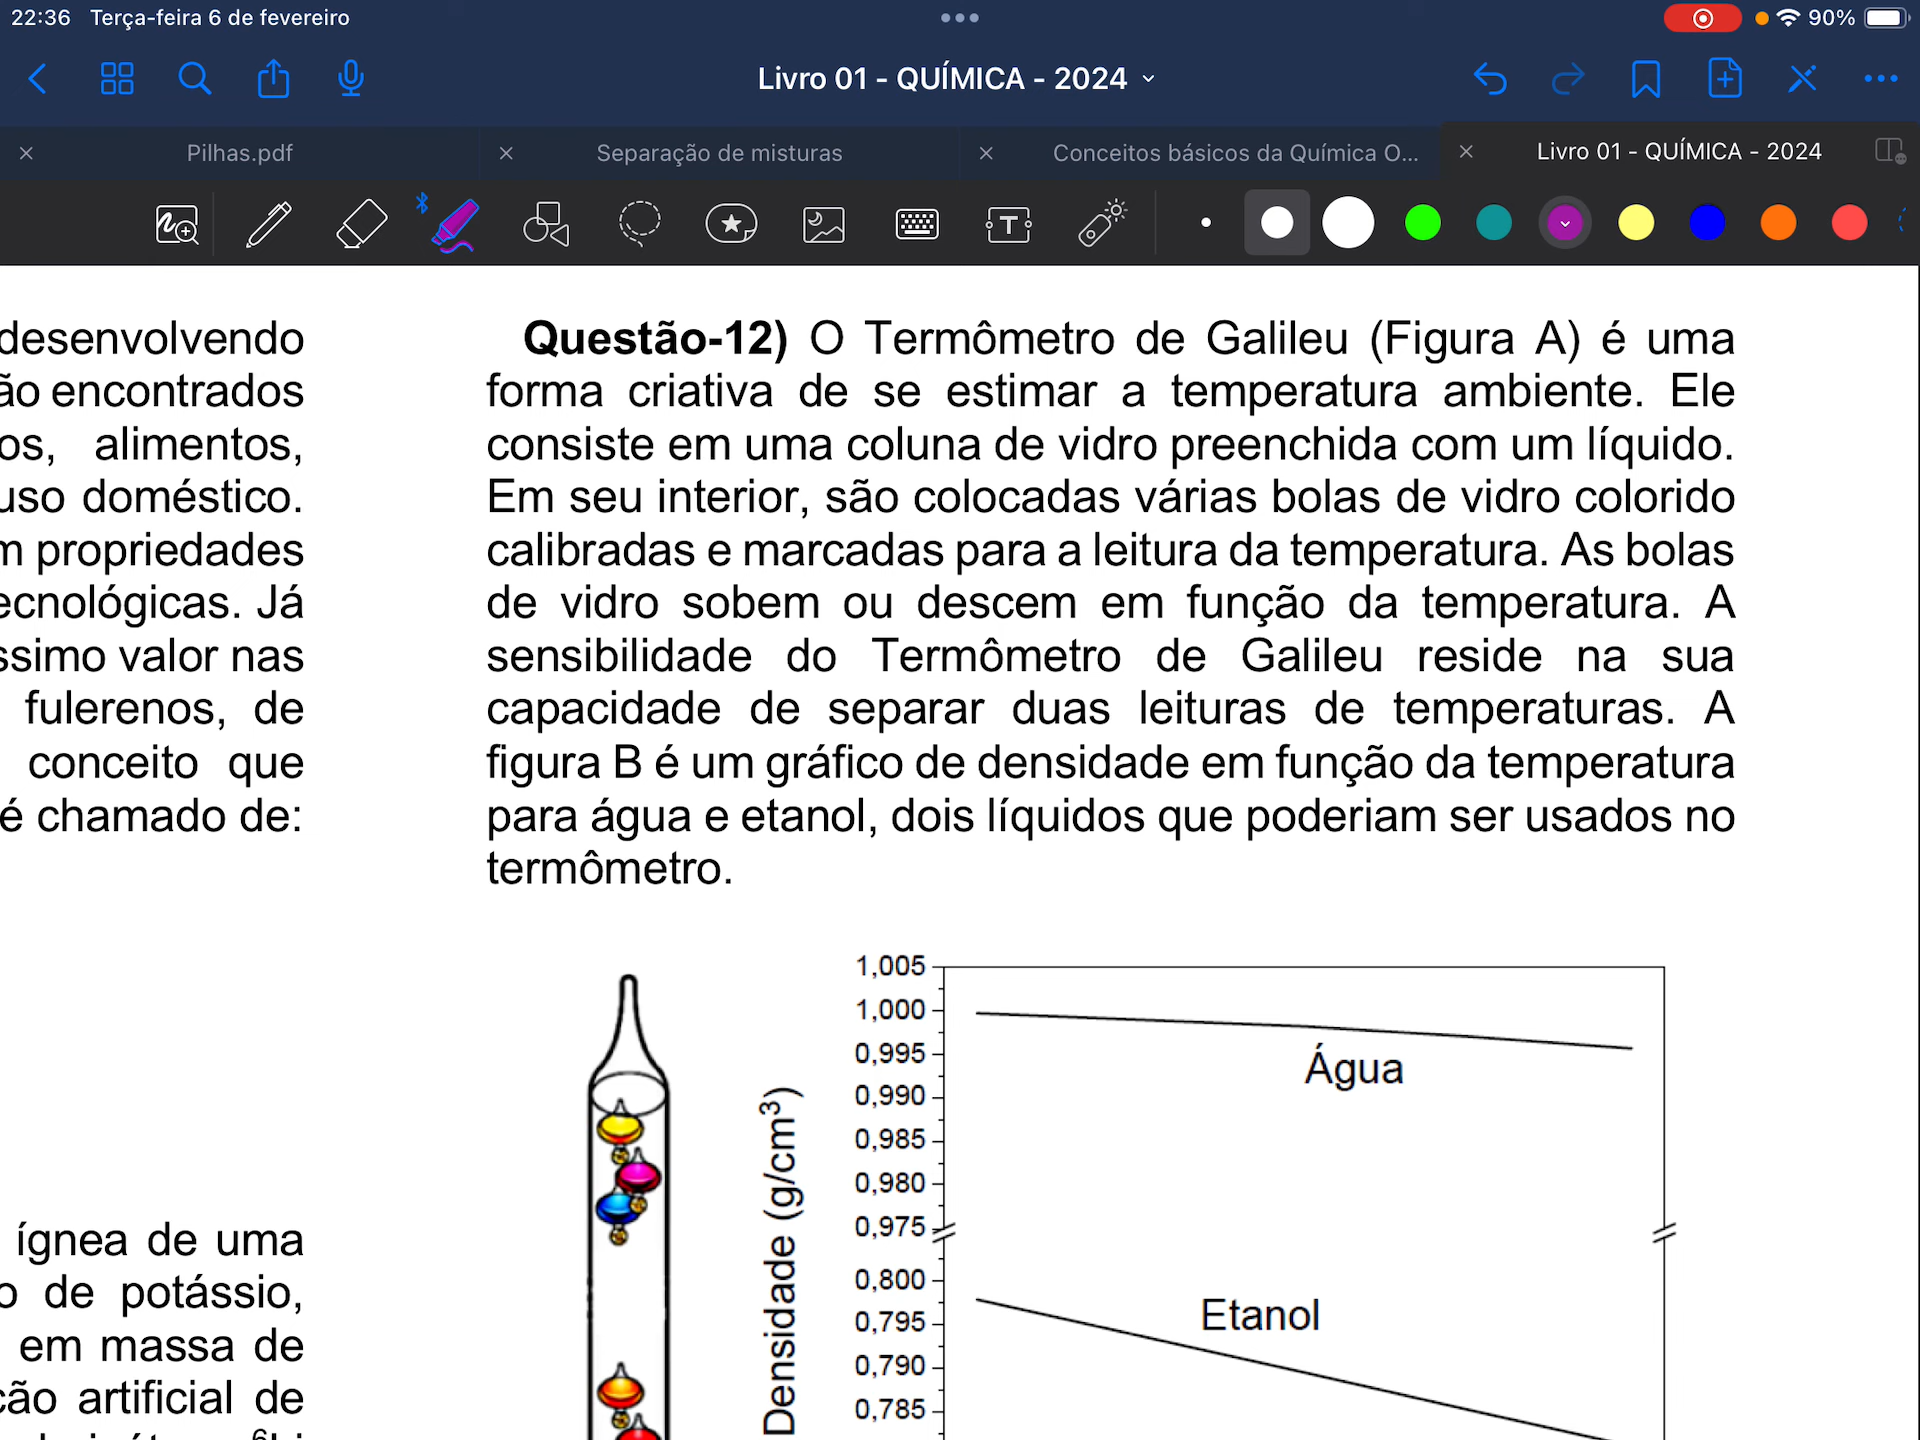 22:36 Terça-feira 6 de fevereiro
90%
Livro 01 - QUÍMICA - 2024
Pilhas.pdf
Separação de misturas
Conceitos básicos da Química O...
Livro 01 - QUÍMICA - 2024
desenvolvendo
ão encontrados
os, alimentos,
uso doméstico.
m propriedades
ecnológicas. Já
ssimo valor nas
fulerenos, de
conceito que
é chamado de:
ígnea de uma
o de potássio,
em massa de
ção artificial de
Questão-12) O Termômetro de Galileu (Figura A) é uma
forma criativa de se estimar a temperatura ambiente. Ele
consiste em uma coluna de vidro preenchida com um líquido.
Em seu interior, são colocadas várias bolas de vidro colorido
calibradas e marcadas para a leitura da temperatura. As bolas
de vidro sobem ou descem em função da temperatura. A
sensibilidade do Termômetro de Galileu reside na sua
capacidade de separar duas leituras de temperaturas. A
figura B é um gráfico de densidade em função da temperatura
para água e etanol, dois líquidos que poderiam ser usados no
termômetro.
Densidade (g/cm³)
1,005
1,000
0,995
0,990
0,985
0,980
0,975
0,800
0,795
0,790
0,785
Água
Etanol